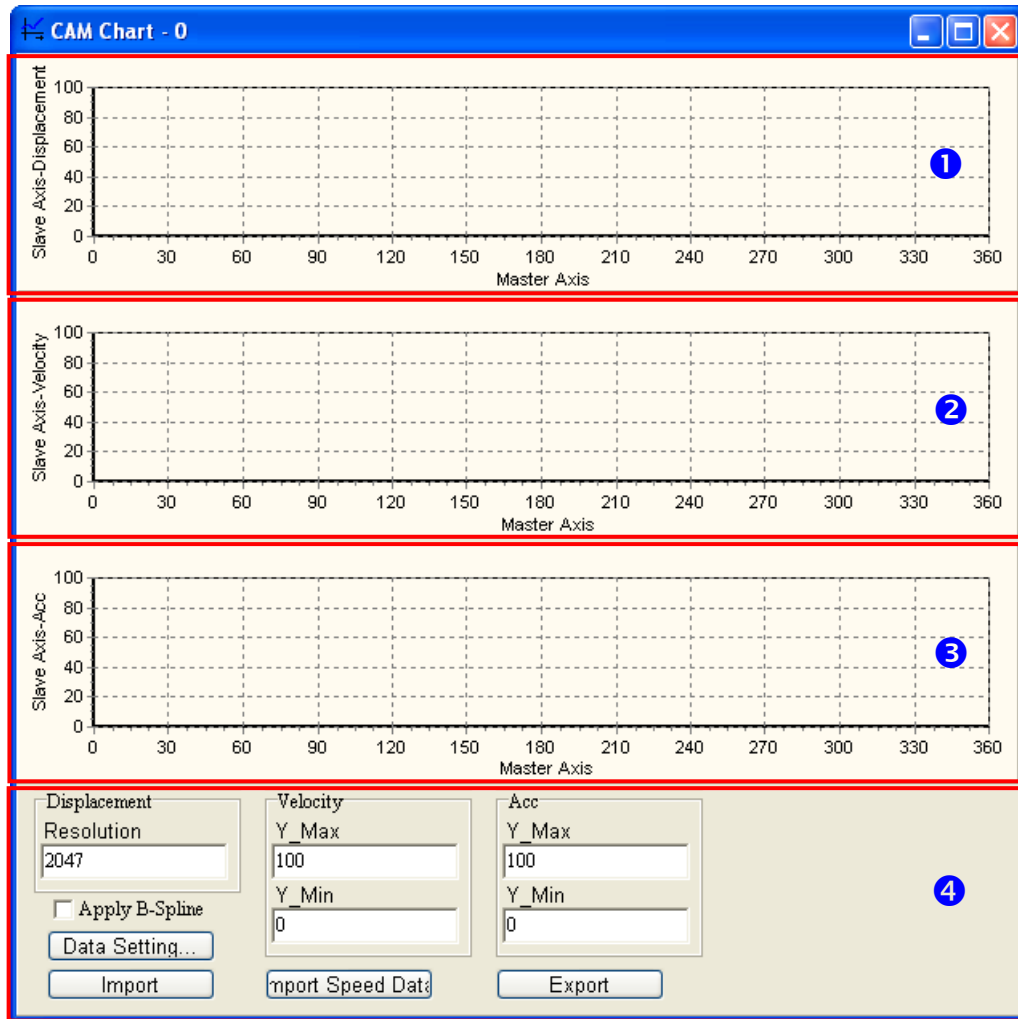 CAM Chart - 0
Slave Axis-Displacement
100
80
60
40
20
0
0 30 60 90 120 150 180 210 240 270 300 330 360
Master Axis
1
Slave Axis-Velocity
100
80
60
40
20
0
0 30 60 90 120 150 180 210 240 270 300 330 360
Master Axis
2
Slave Axis-Acc
100
80
60
40
20
0
0 30 60 90 120 150 180 210 240 270 300 330 360
Master Axis
3
Displacement
Resolution
2047
Apply B-Spline
Data Setting...
Import
Velocity
Y_Max
100
Y_Min
0
mport Speed Data
Acc
Y_Max
100
Y_Min
0
Export
4